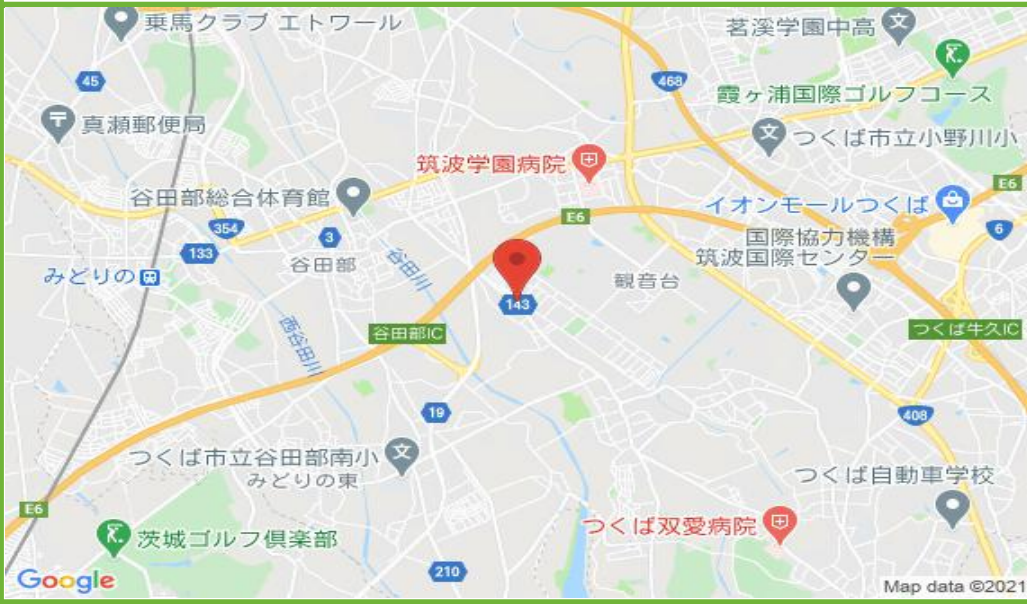 乗馬クラブ エトワール
茗溪学園中高
45
468
霞ヶ浦国際ゴルフコース
真瀬郵便局
つくば市立小野川小
筑波学園病院
E6
谷田部総合体育館
イオンモールつくば
E6
354
3
6
133
国際協力機構
筑波国際センター
谷田部
谷田川
みどりの
観音台
143
谷田部IC
つくば牛久IC
西谷田川
19
408
つくば市立谷田部南小
みどりの東
つくば自動車学校
E6
つくば双愛病院
茨城ゴルフ倶楽部
210
Google
Map data ©2021